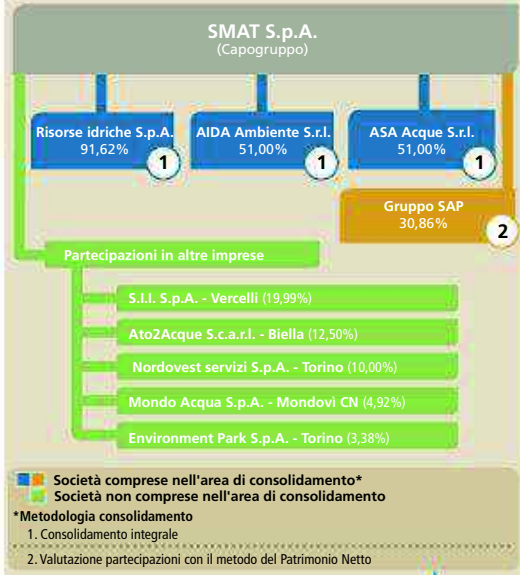 SMAT S.p.A.
(Capogruppo)
Risorse idriche S.p.A.
91,62%
1
AIDA Ambiente S.r.l.
51,00%
1
ASA Acque S.r.l.
51,00%
1
Gruppo SAP
30,86%
2
Partecipazioni in altre imprese
S.I.I. S.p.A. - Vercelli (19,99%)
Ato2Acque S.c.a.r.l. - Biella (12,50%)
Nordovest servizi S.p.A. - Torino (10,00%)
Mondo Acqua S.p.A. - Mondovì CN (4,92%)
Environment Park S.p.A. - Torino (3,38%)
Società comprese nell'area di consolidamento*
Società non comprese nell'area di consolidamento
*Metodologia consolidamento
1. Consolidamento integrale
2. Valutazione partecipazioni con il metodo del Patrimonio Netto